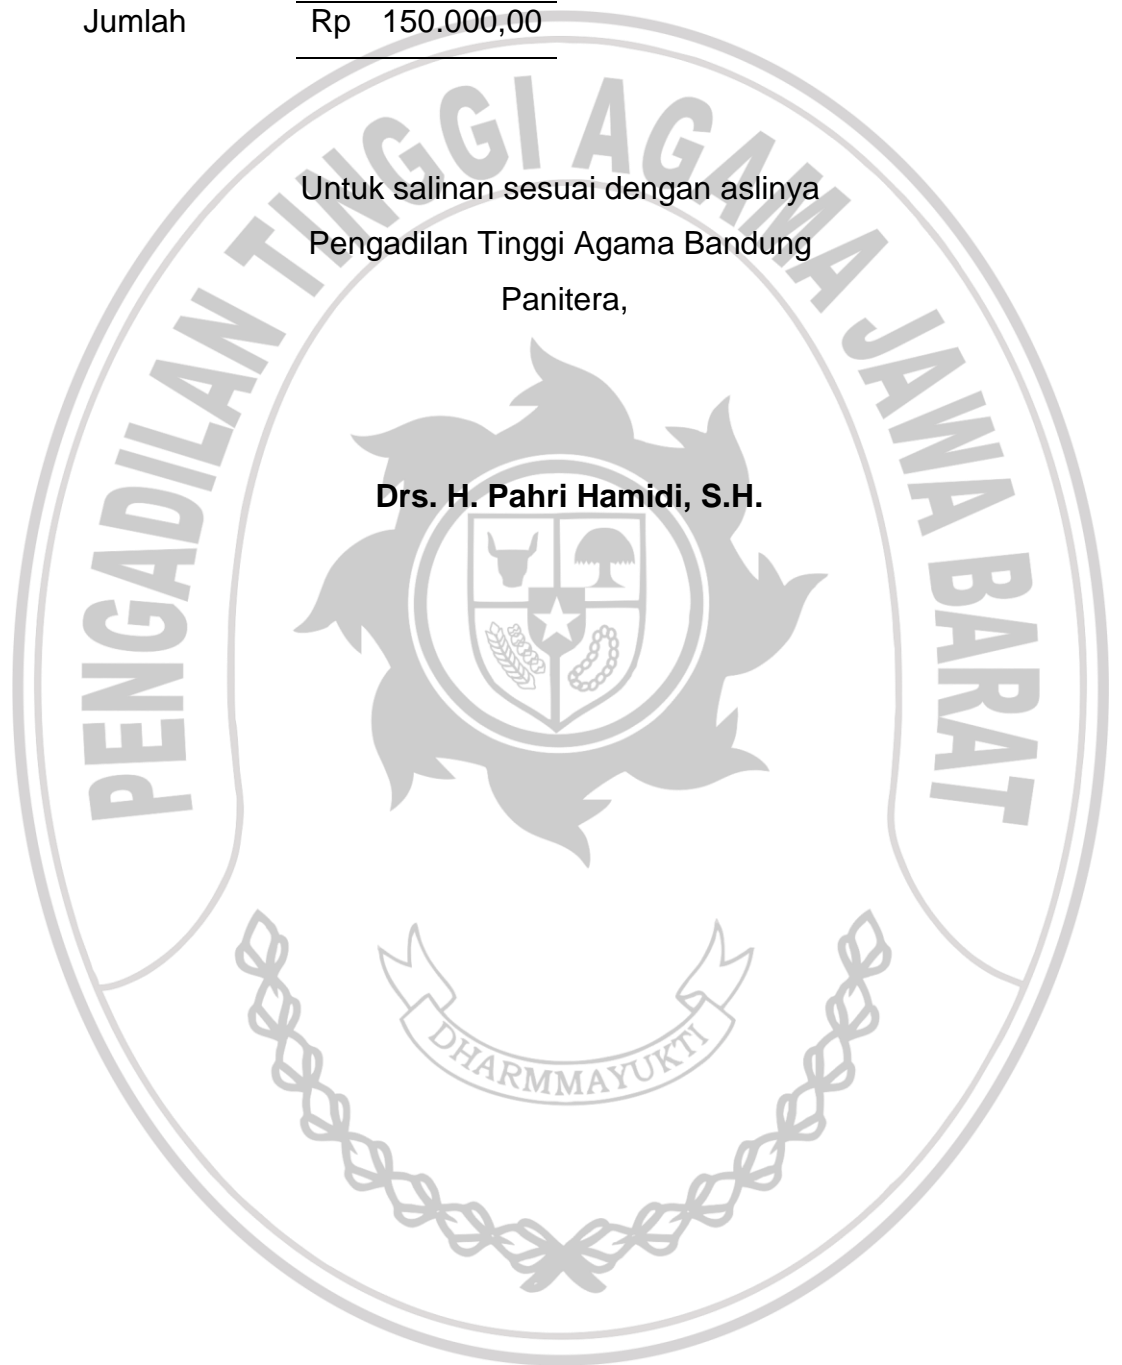 Jumlah Rp 150.000,00
PENGADILAN TINGGI AGAMA JAWA BARAT
Untuk salinan sesuai dengan aslinya
Pengadilan Tinggi Agama Bandung
Panitera,
Drs. H. Pahri Hamidi, S.H.
DHARMMAYUKTI